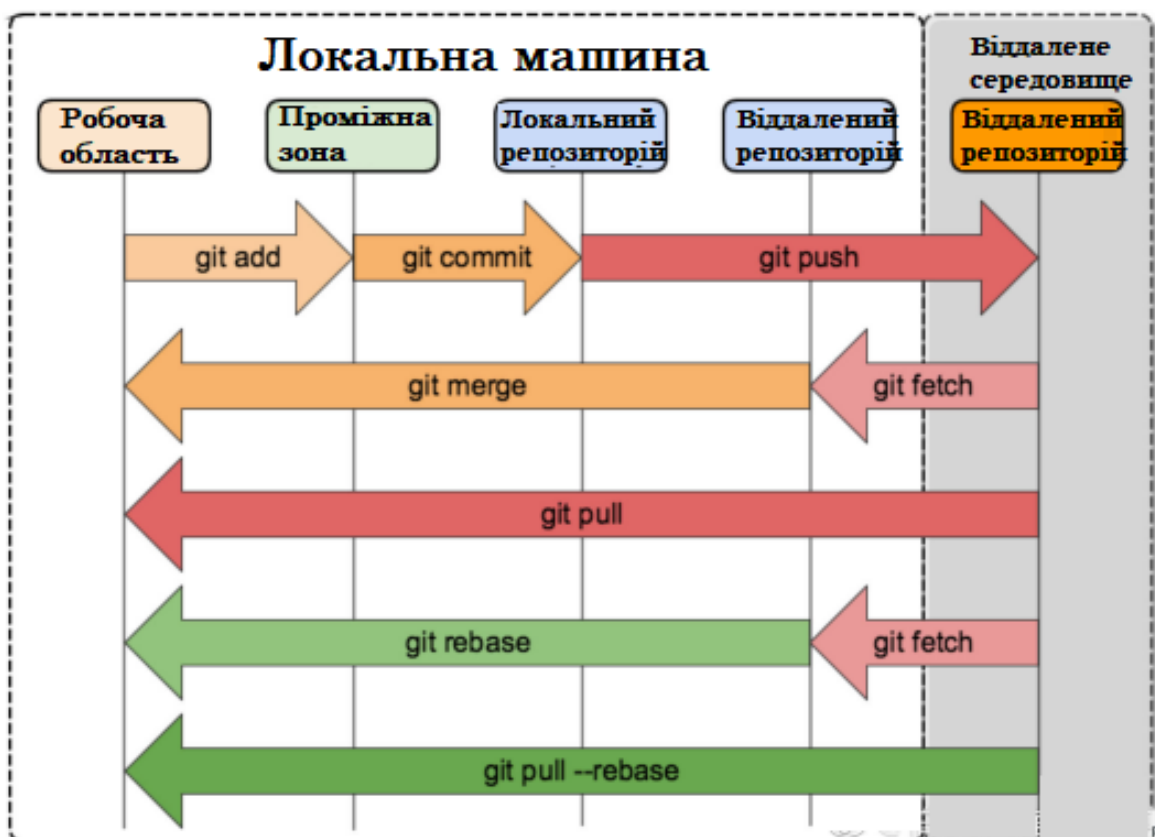 Локальна машина
Віддалене
середовище
Робоча
область
Проміжна
зона
Локальний
репозиторій
Віддалений
репозиторій
Віддалений
репозиторій
git add
git commit
git push
git merge
git fetch
git pull
git rebase
git fetch
git pull --rebase